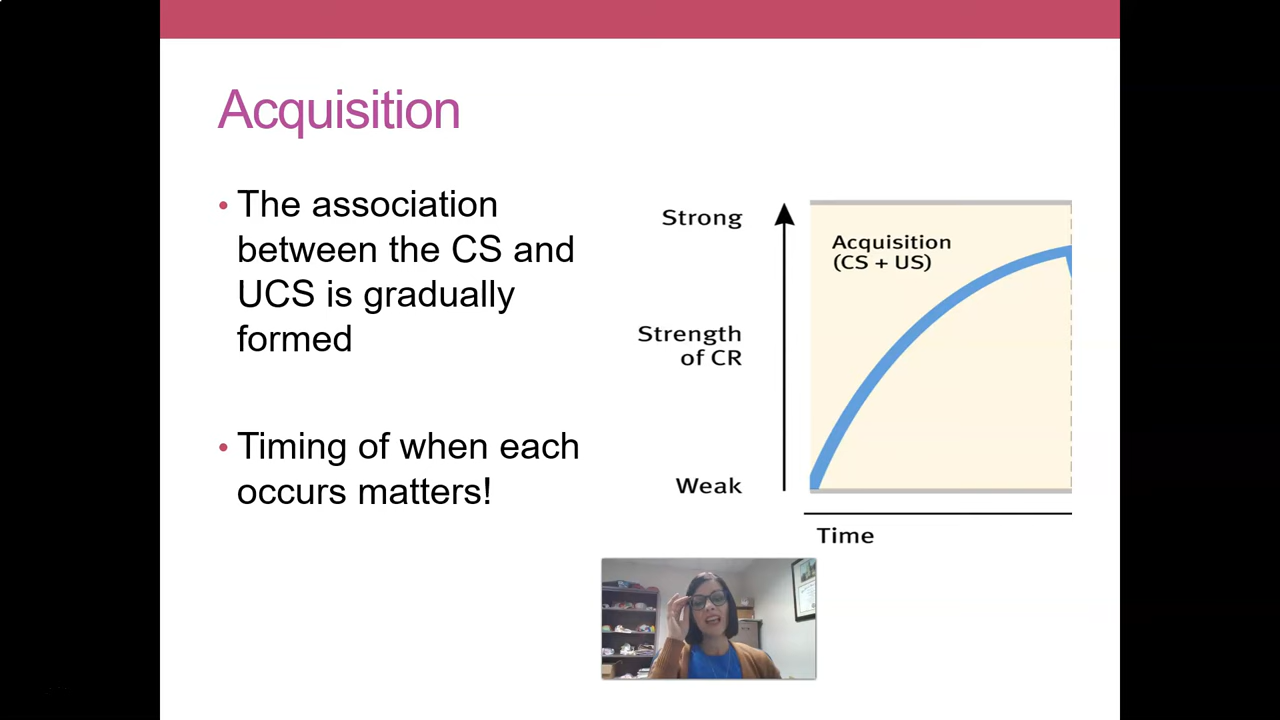 Acquisition
• The association
between the CS and
UCS is gradually
formed
• Timing of when each
occurs matters!
Strong
Acquisition
(CS + US)
Strength
of CR
Weak
Time